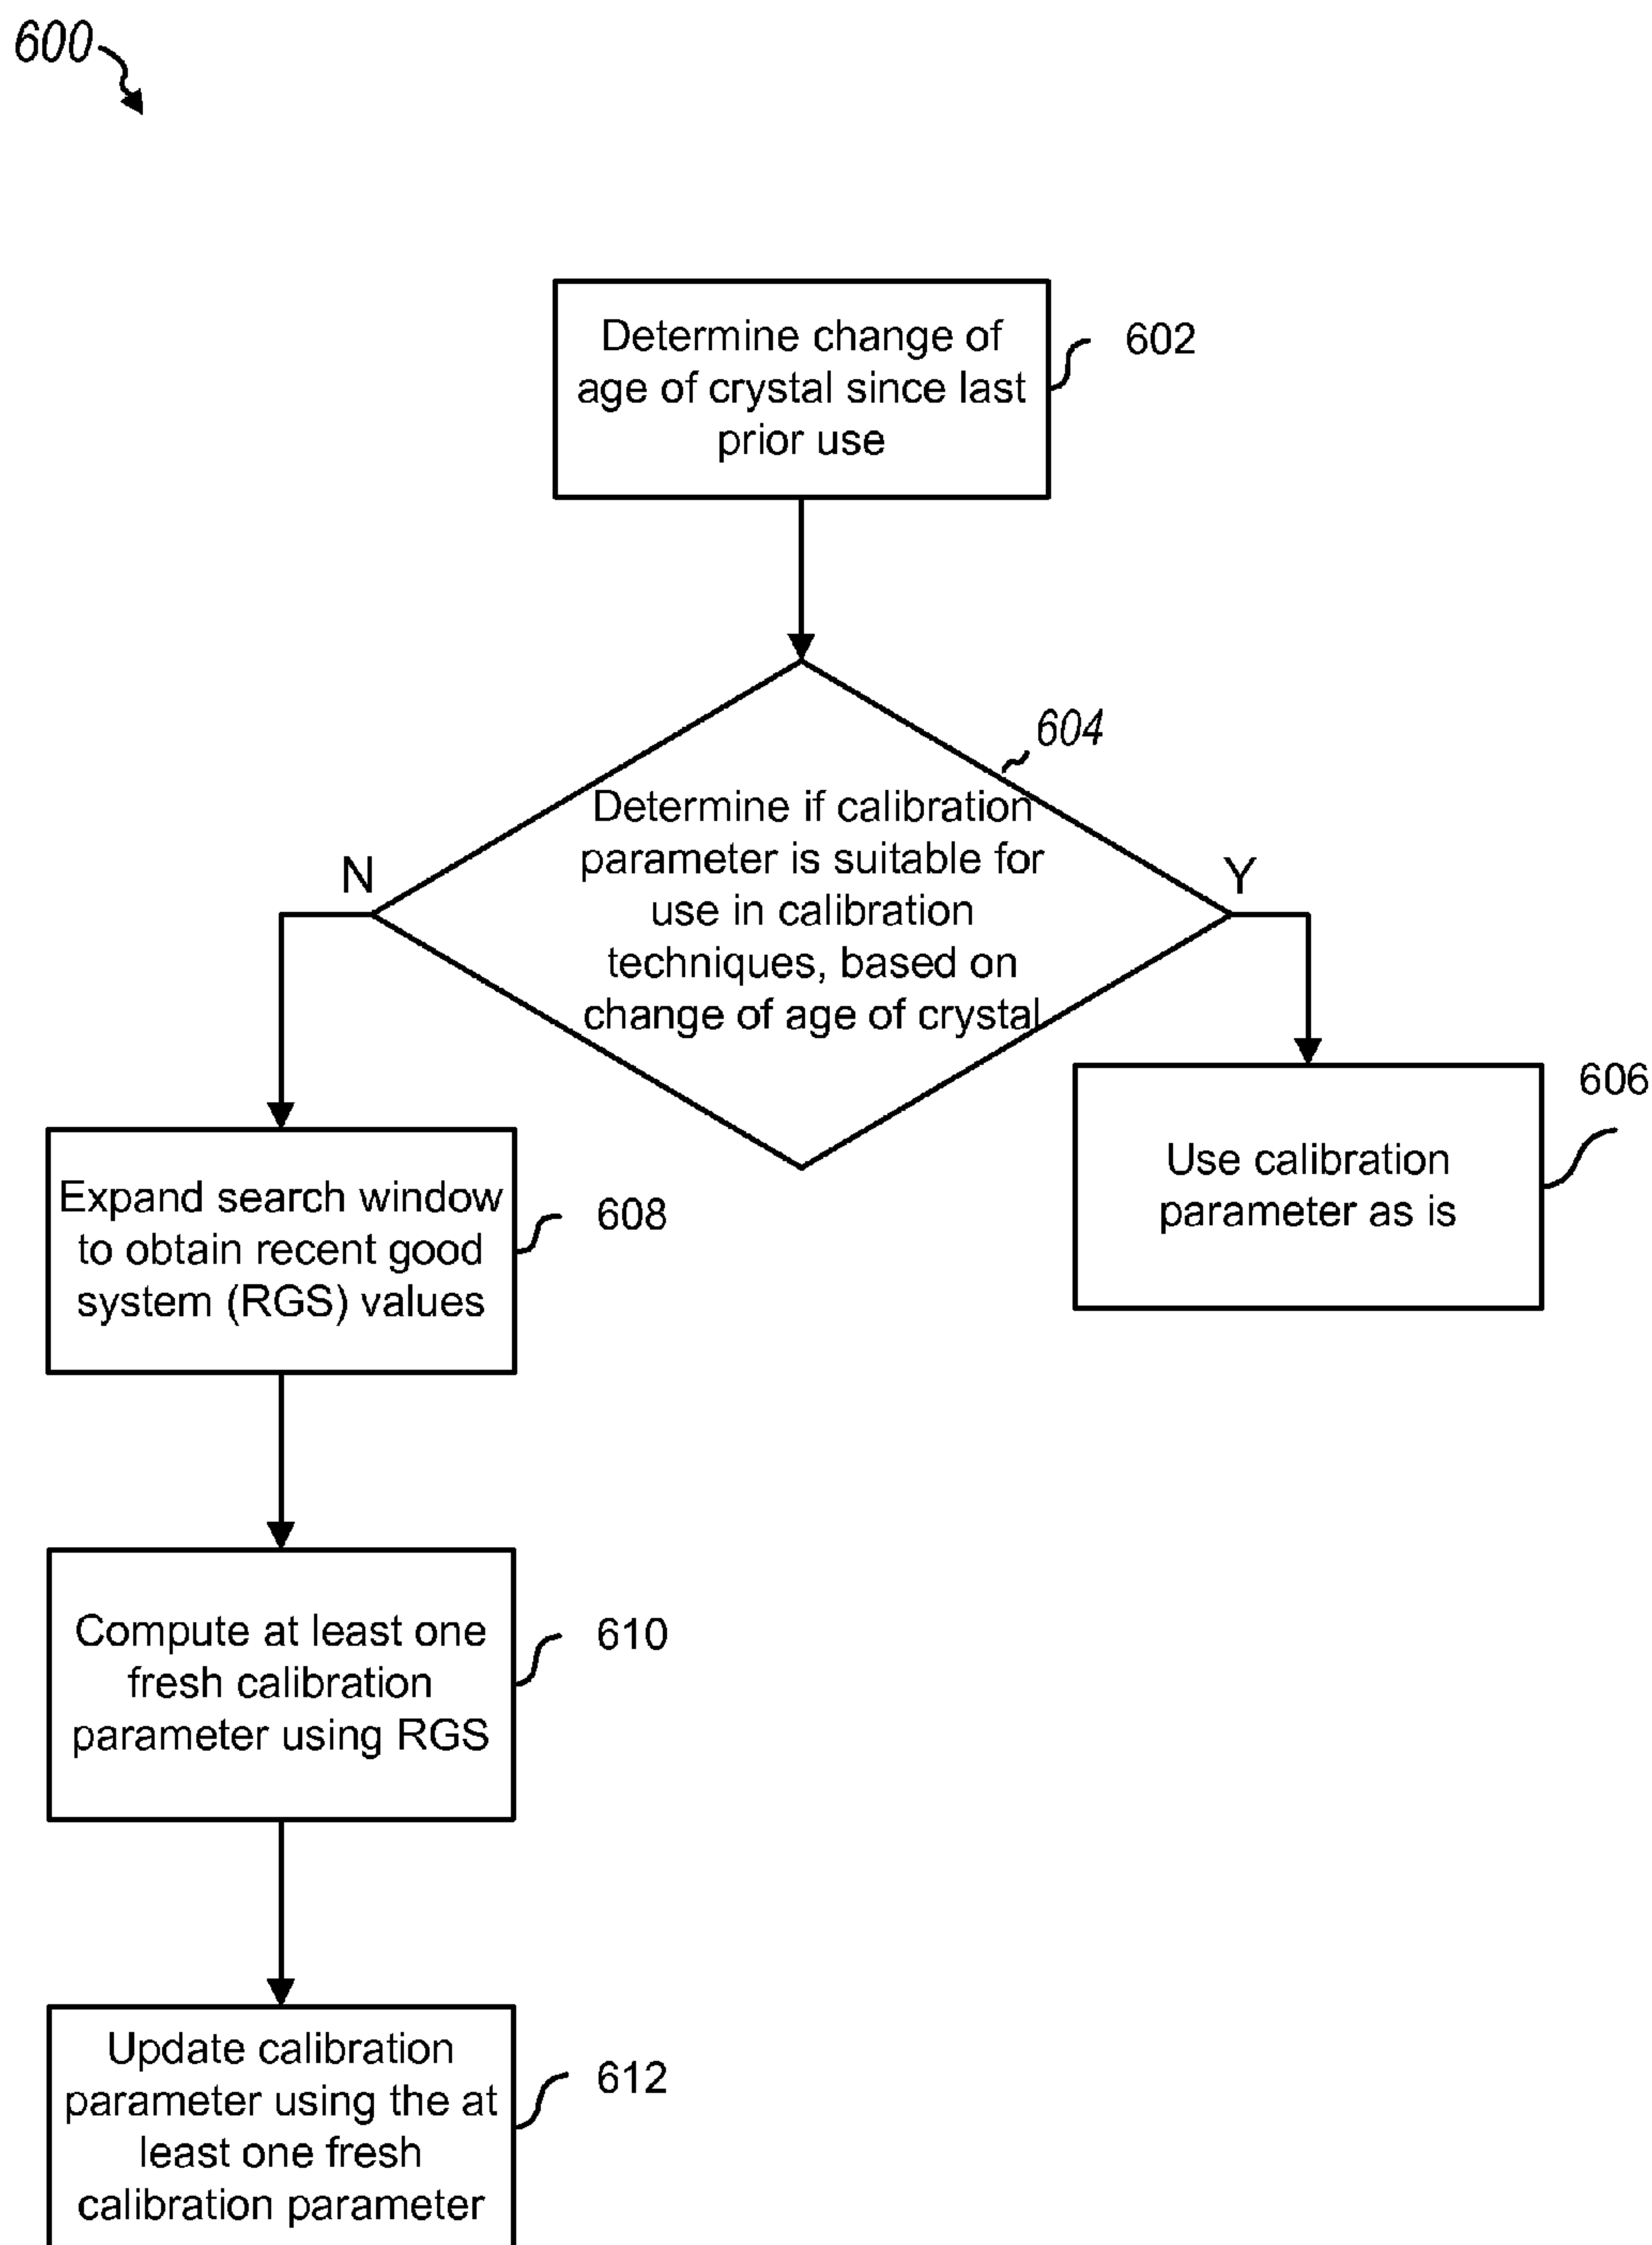 600
Determine change of
age of crystal since last
prior use
602
604
Determine if calibration
parameter is suitable for
use in calibration
techniques, based on
change of age of crystal
N
Y
606
Use calibration
parameter as is
Expand search window
to obtain recent good
system (RGS) values
608
Compute at least one
fresh calibration
parameter using RGS
610
Update calibration
parameter using the at
least one fresh
calibration parameter
612